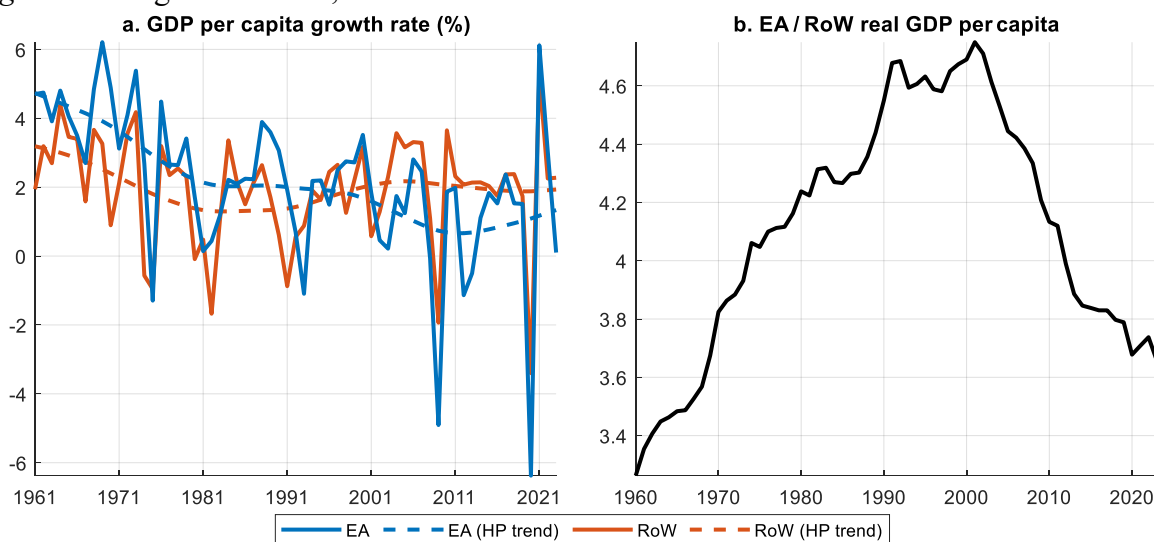 a. GDP per capita growth rate (%)
b. EA / RoW real GDP per capita
6
4
2
0
-2
-4
-6
1961 1971 1981 1991 2001 2011 2021
4.6
4.4
4.2
4
3.8
3.6
3.4
1960 1970 1980 1990 2000 2010 2020
EA EA (HP trend) RoW RoW (HP trend)